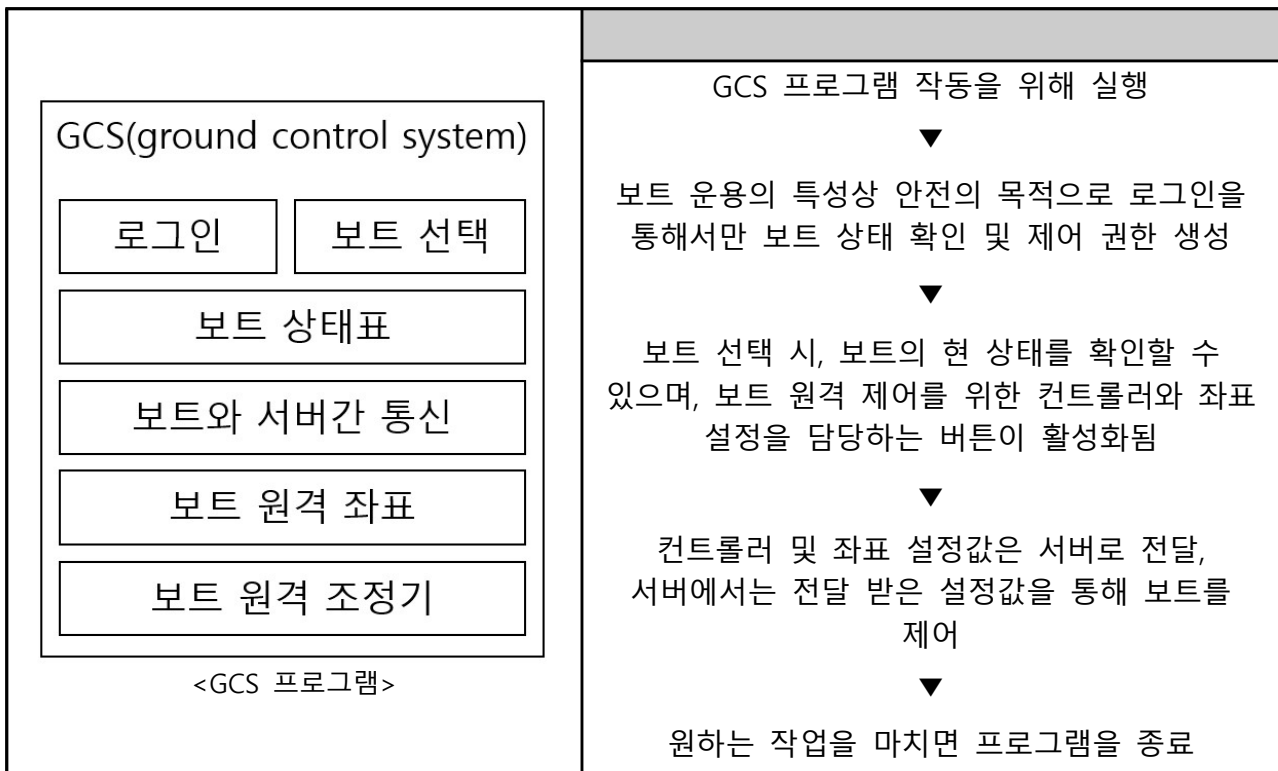 GCS(ground control system)
로그인
보트 선택
보트 상태표
보트와 서버간 통신
보트 원격 좌표
보트 원격 조정기
<GCS 프로그램>
GCS 프로그램 작동을 위해 실행
▼
보트 운용의 특성상 안전의 목적으로 로그인을
통해서만 보트 상태 확인 및 제어 권한 생성
▼
보트 선택 시, 보트의 현 상태를 확인할 수
있으며, 보트 원격 제어를 위한 컨트롤러와 좌표
설정을 담당하는 버튼이 활성화됨
▼
컨트롤러 및 좌표 설정값은 서버로 전달,
서버에서는 전달 받은 설정값을 통해 보트를
제어
▼
원하는 작업을 마치면 프로그램을 종료